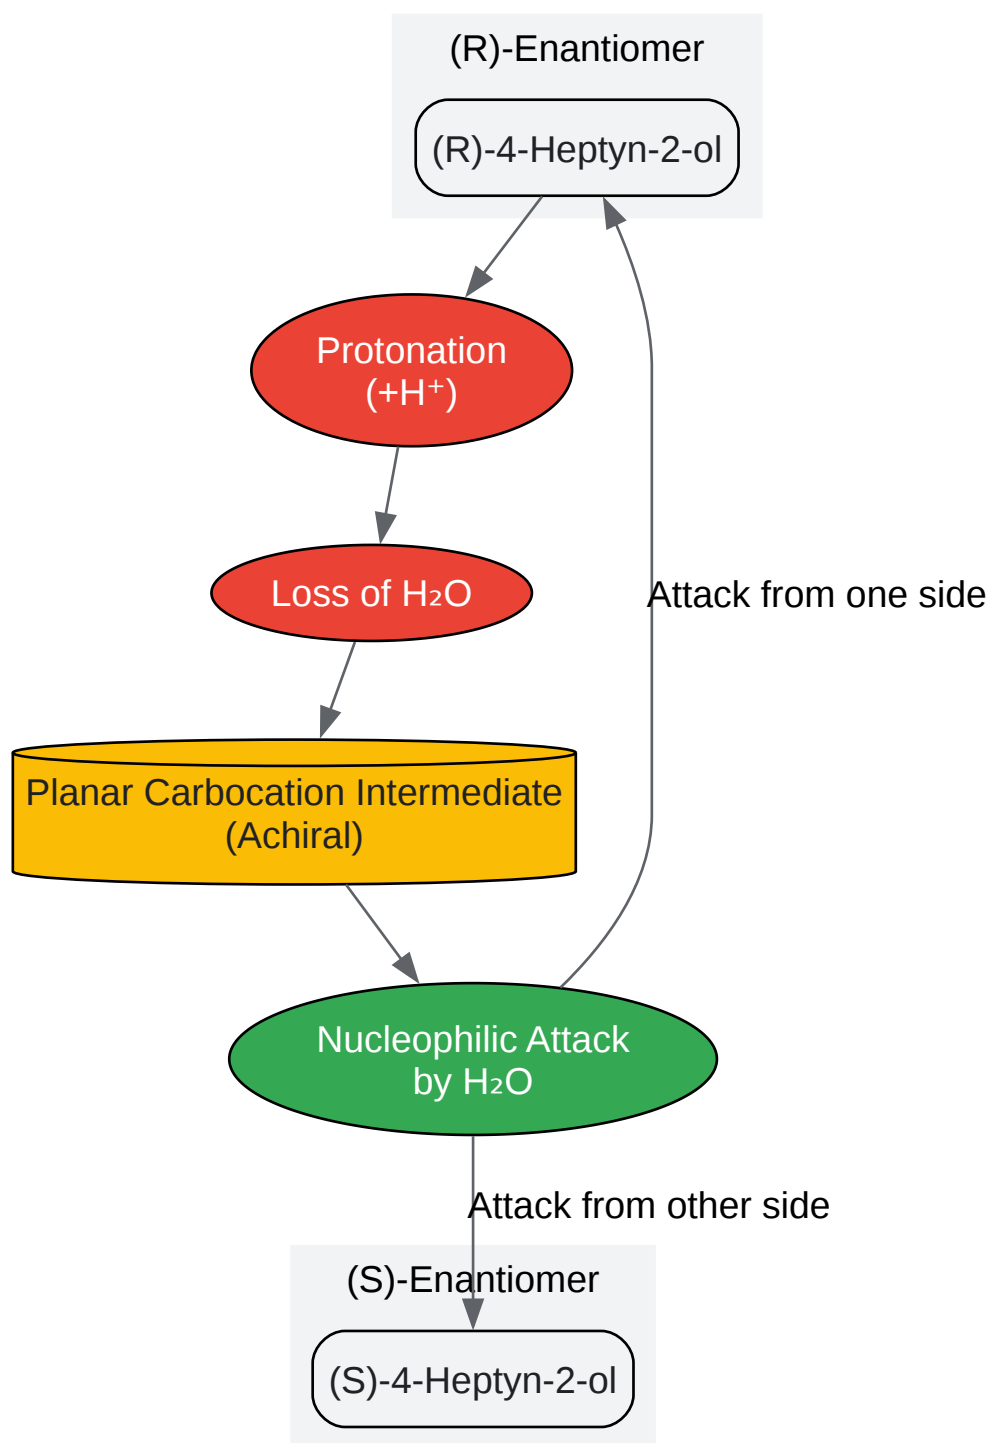 (R)-Enantiomer
(R)-4-Heptyn-2-ol
Protonation
(+H⁺)
Loss of H₂O
Attack from one side
Planar Carbocation Intermediate
(Achiral)
Nucleophilic Attack
by H₂O
Attack from other side
(S)-Enantiomer
(S)-4-Heptyn-2-ol